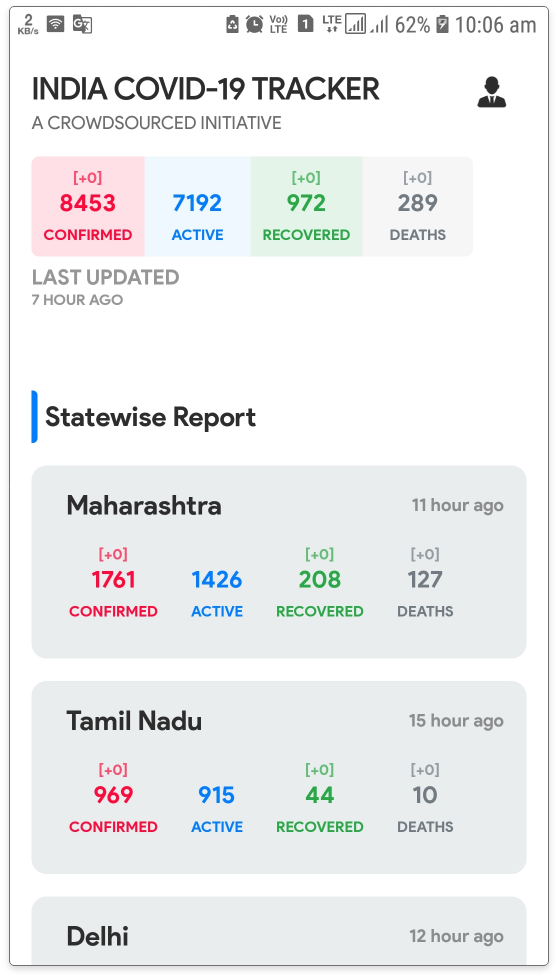 2 KB/s Vo)) LTE 1 LTE 62% 10:06 am
INDIA COVID-19 TRACKER
A CROWDSOURCED INITIATIVE
[+0] [+0] [+0]
8453 7192 972 289
CONFIRMED ACTIVE RECOVERED DEATHS
LAST UPDATED
7 HOUR AGO
Statewise Report
Maharashtra 11 hour ago
[+0] [+0] [+0]
1761 1426 208 127
CONFIRMED ACTIVE RECOVERED DEATHS
Tamil Nadu 15 hour ago
[+0] [+0] [+0]
969 915 44 10
CONFIRMED ACTIVE RECOVERED DEATHS
Delhi 12 hour ago